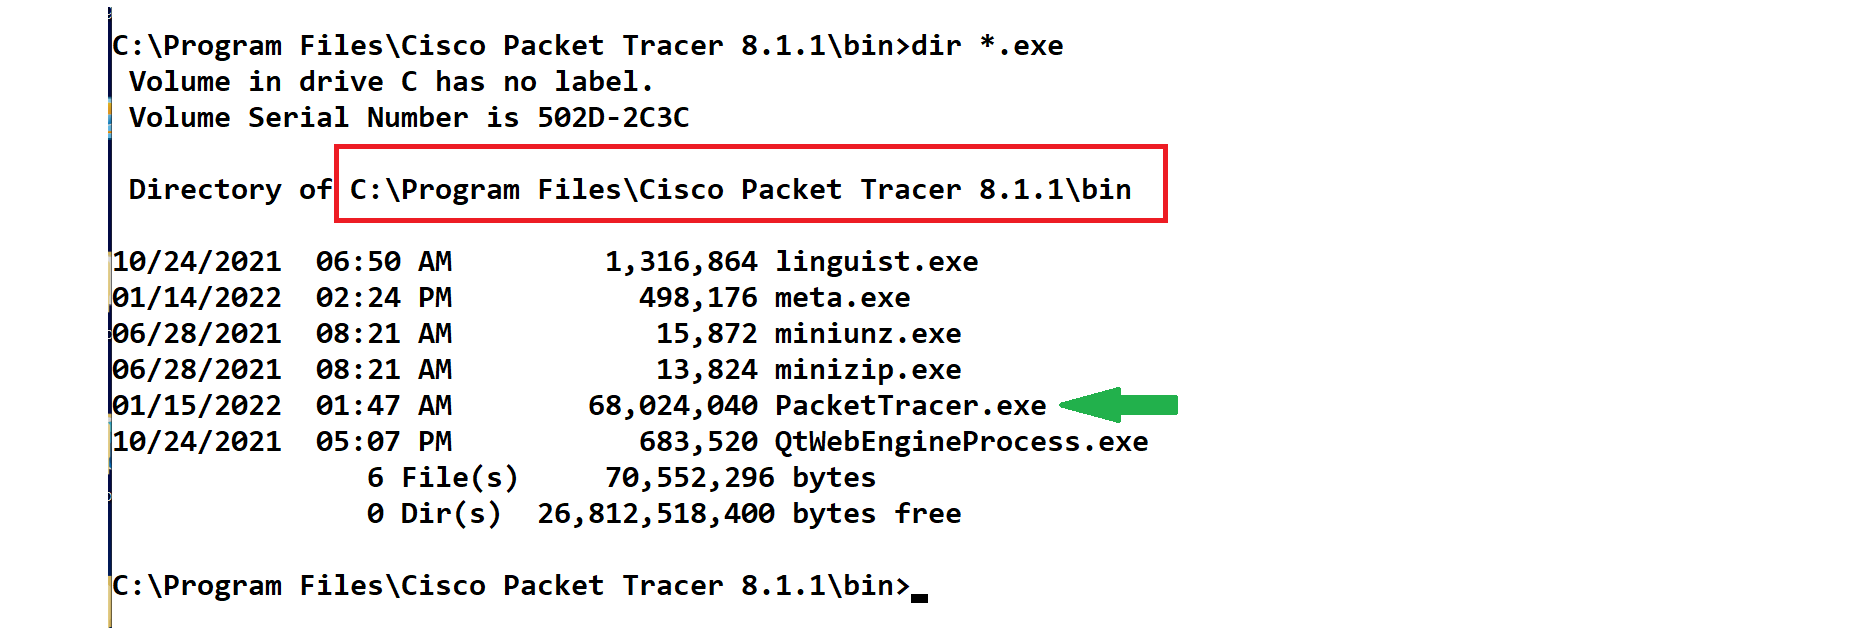 C:\Program Files\Cisco Packet Tracer 8.1.1\bin>dir *.exe
Volume in drive C has no label.
Volume Serial Number is 502D-2C3C
Directory of C:\Program Files\Cisco Packet Tracer 8.1.1\bin
10/24/2021  06:50 AM         1,316,864 linguist.exe
01/14/2022  02:24 PM           498,176 meta.exe
06/28/2021  08:21 AM            15,872 miniunz.exe
06/28/2021  08:21 AM            13,824 minizip.exe
01/15/2022  01:47 AM        68,024,040 PacketTracer.exe
10/24/2021  05:07 PM           683,520 QtWebEngineProcess.exe
6 File(s)     70,552,296 bytes
0 Dir(s)  26,812,518,400 bytes free
C:\Program Files\Cisco Packet Tracer 8.1.1\bin>